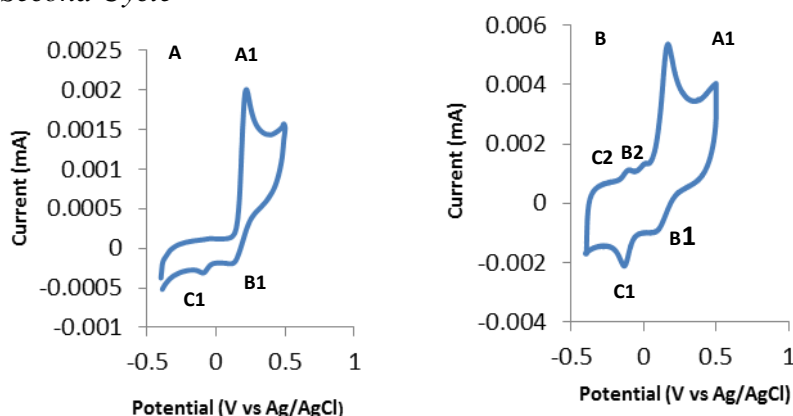 Second Cycle
A
A1
0.0025
0.002
0.0015
0.001
0.0005
0
-0.0005
-0.001
B1
C1
-0.5
0
0.5
1
Current (mA)
Potential (V vs Ag/AgCl)
B
A1
0.006
0.004
0.002
0
-0.002
-0.004
C2
B2
B1
C1
-0.5
0
0.5
1
Current (mA)
Potential (V vs Ag/AgCl)